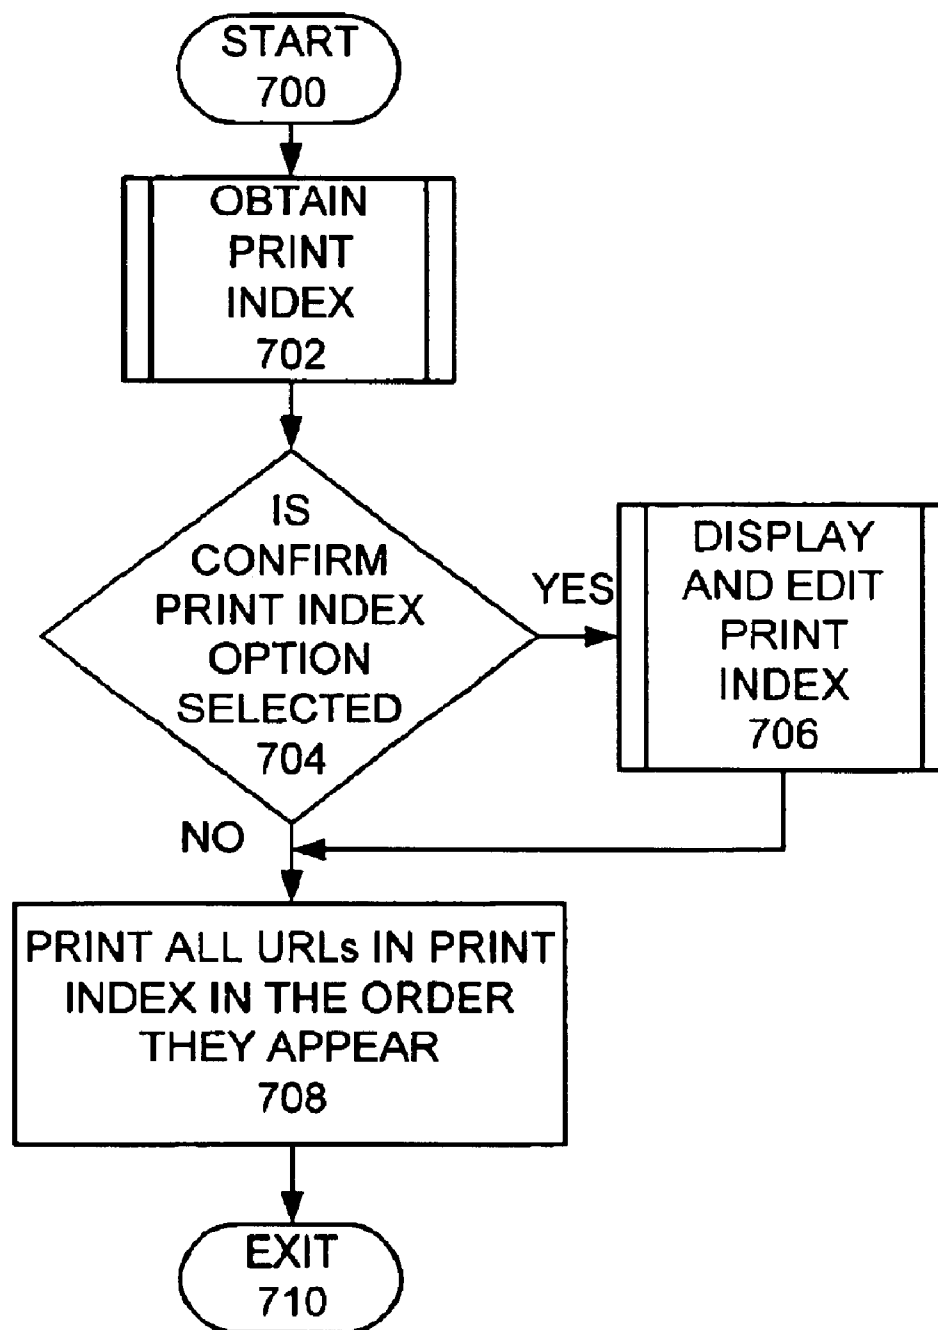 START
700
OBTAIN
PRINT
INDEX
702
IS
CONFIRM
PRINT INDEX
OPTION
SELECTED
704
YES
DISPLAY
AND EDIT
PRINT
INDEX
706
NO
PRINT ALL URLs IN PRINT
INDEX IN THE ORDER
THEY APPEAR
708
EXIT
710